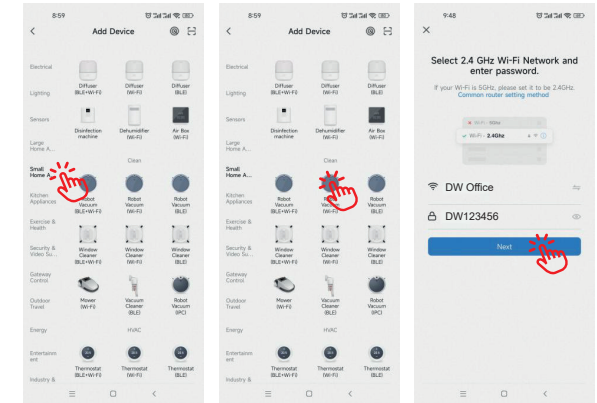 8:59
Add Device
Electrical
Diffuser
(BLE+Wi-Fi)
Diffuser
(Wi-Fi)
Diffuser
(BLE)
Lighting
Sensors
Disinfection
machine
Dehumidifier
(Wi-Fi)
Air Box
(Wi-Fi)
Large
Home A...
Clean
Small
Home A...
Robot
Vacuum
(BLE+Wi-Fi)
Robot
Vacuum
(Wi-Fi)
Robot
Vacuum
(BLE)
Kitchen
Appliances
Exercise &
Health
Window
Cleaner
(BLE+Wi-Fi)
Window
Cleaner
(Wi-Fi)
Window
Cleaner
(BLE)
Security &
Video Su...
Gateway
Control
Mower
(Wi-Fi)
Vacuum
Cleaner
(BLE)
Robot
Vacuum
(IPC)
Outdoor
Travel
Energy
HVAC
Entertainm
ent
Thermostat
(BLE+Wi-Fi)
Thermostat
(Wi-Fi)
Thermostat
(BLE)
Industry &
8:59
Add Device
Electrical
Diffuser
(BLE+Wi-Fi)
Diffuser
(Wi-Fi)
Diffuser
(BLE)
Lighting
Sensors
Disinfection
machine
Dehumidifier
(Wi-Fi)
Air Box
(Wi-Fi)
Large
Home A...
Clean
Small
Home A...
Robot
Vacuum
(BLE+Wi-Fi)
Robot
(Wi-Fi)
Robot
Vacuum
(BLE)
Kitchen
Appliances
Exercise &
Health
Window
Cleaner
(BLE+Wi-Fi)
Window
Cleaner
(Wi-Fi)
Window
Cleaner
(BLE)
Security &
Video Su...
Gateway
Control
Mower
(Wi-Fi)
Vacuum
Cleaner
(BLE)
Robot
Vacuum
(IPC)
Outdoor
Travel
Energy
HVAC
Entertainm
ent
Thermostat
(BLE+Wi-Fi)
Thermostat
(Wi-Fi)
Thermostat
(BLE)
Industry &
9:48
Select 2.4 GHz Wi-Fi Network and
enter password.
If your Wi-Fi is 5GHz, please set it to be 2.4GHz.
Common router setting method
Wi-Fi - 5Ghz
Wi-Fi - 2.4Ghz
DW Office
DW123456
Next